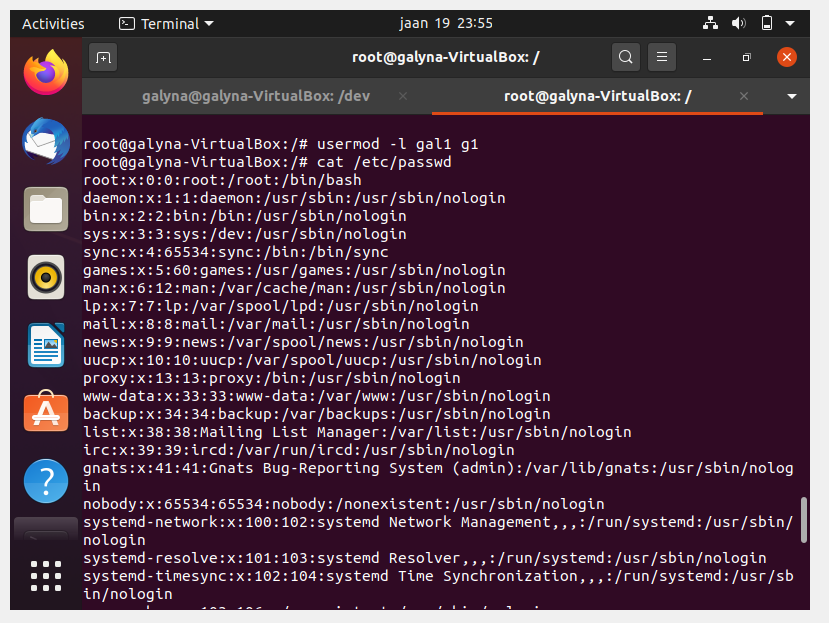 Activities Terminal jaan 19 23:55
root@galyna-VirtualBox: /
galyna@galyna-VirtualBox: /dev
root@galyna-VirtualBox: /
root@galyna-VirtualBox:/# usermod -l gal1 g1
root@galyna-VirtualBox:/# cat /etc/passwd
root:x:0:0:root:/root:/bin/bash
daemon:x:1:1:daemon:/usr/sbin:/usr/sbin/nologin
bin:x:2:2:bin:/bin:/usr/sbin/nologin
sys:x:3:3:sys:/dev:/usr/sbin/nologin
sync:x:4:65534:sync:/bin:/bin/sync
games:x:5:60:games:/usr/games:/usr/sbin/nologin
man:x:6:12:man:/var/cache/man:/usr/sbin/nologin
lp:x:7:7:lp:/var/spool/lpd:/usr/sbin/nologin
mail:x:8:8:mail:/var/mail:/usr/sbin/nologin
news:x:9:9:news:/var/spool/news:/usr/sbin/nologin
uucp:x:10:10:uucp:/var/spool/uucp:/usr/sbin/nologin
proxy:x:13:13:proxy:/bin:/usr/sbin/nologin
www-data:x:33:33:www-data:/var/www:/usr/sbin/nologin
backup:x:34:34:backup:/var/backups:/usr/sbin/nologin
list:x:38:38:Mailing List Manager:/var/list:/usr/sbin/nologin
irc:x:39:39:ircd:/var/run/ircd:/usr/sbin/nologin
gnats:x:41:41:Gnats Bug-Reporting System (admin):/var/lib/gnats:/usr/sbin/nolog
in
nobody:x:65534:65534:nobody:/nonexistent:/usr/sbin/nologin
systemd-network:x:100:102:systemd Network Management,,,:/run/systemd:/usr/sbin/
nologin
systemd-resolve:x:101:103:systemd Resolver,,,:/run/systemd:/usr/sbin/nologin
systemd-timesync:x:102:104:systemd Time Synchronization,,,:/run/systemd:/usr/sb
in/nologin